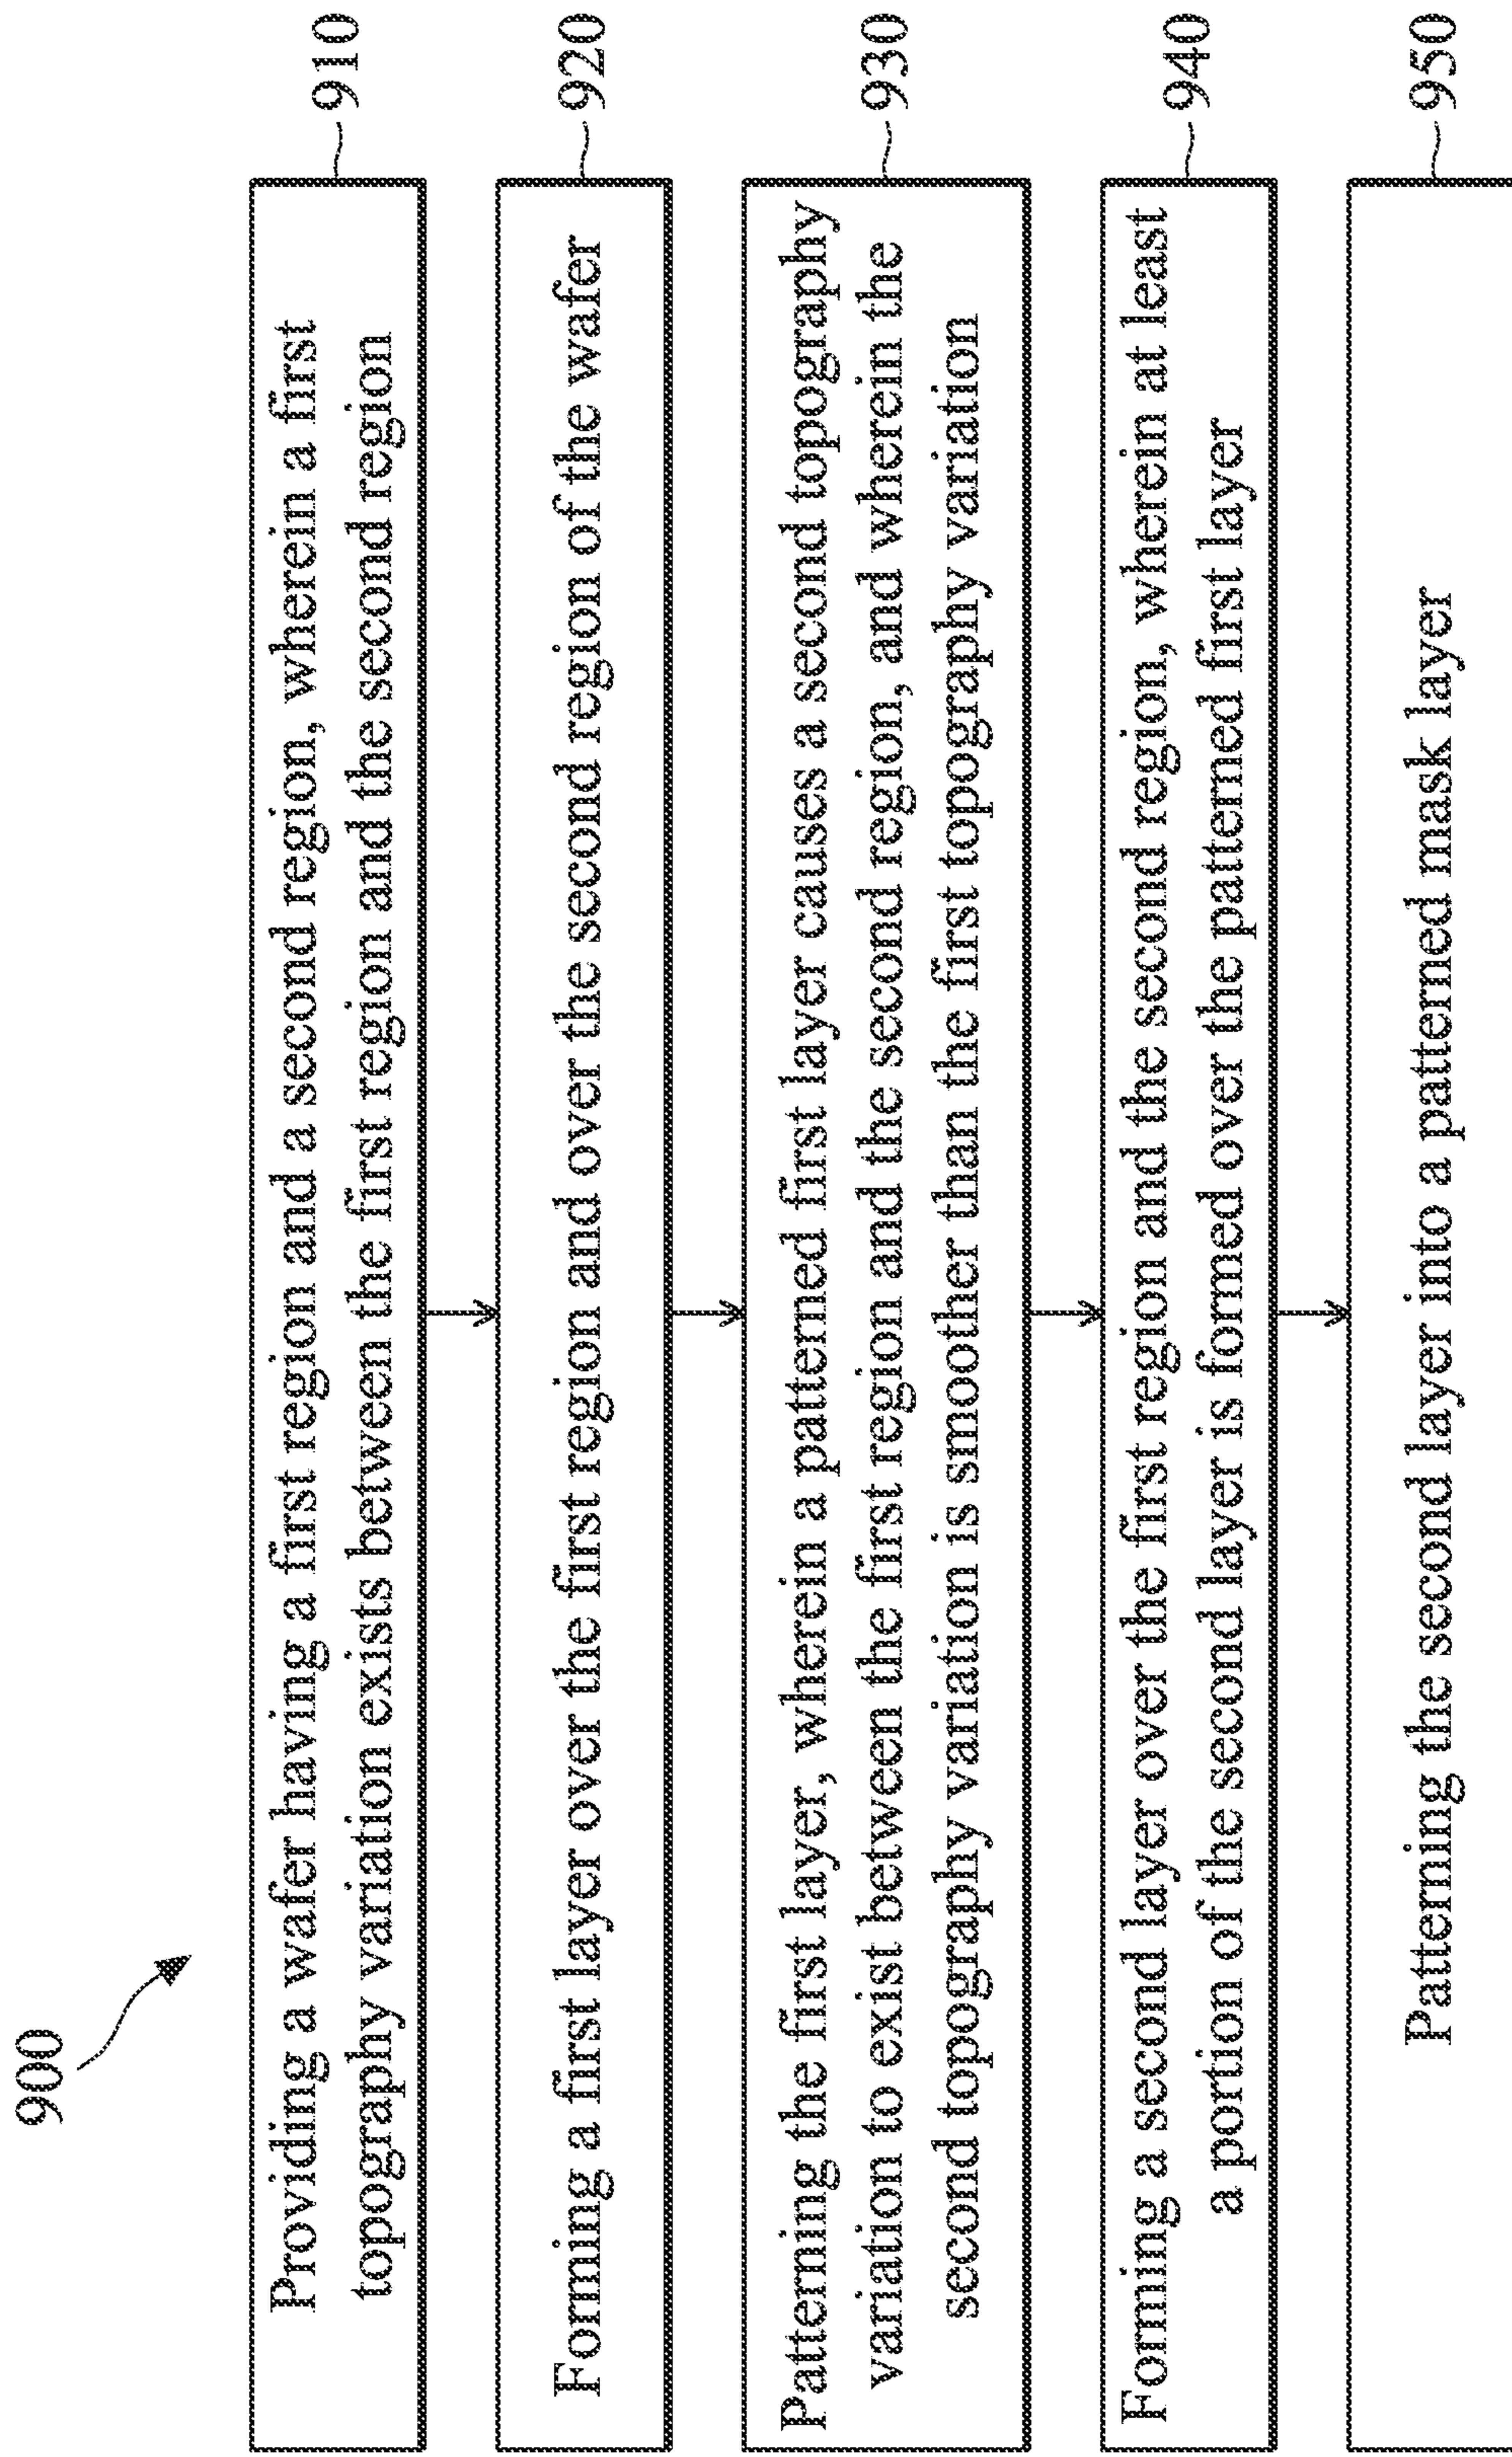 900
Providing a wafer having a first region and a second region, wherein a first
topography variation exists between the first region and the second region
910
Forming a first layer over the first region and over the second region of the wafer
920
Patterning the first layer, wherein a patterned first layer causes a second topography
variation to exist between the first region and the second region, and wherein the
second topography variation is smoother than the first topography variation
930
Forming a second layer over the first region and the second region, wherein at least
a portion of the second layer is formed over the patterned first layer
940
Patterning the second layer into a patterned mask layer
950